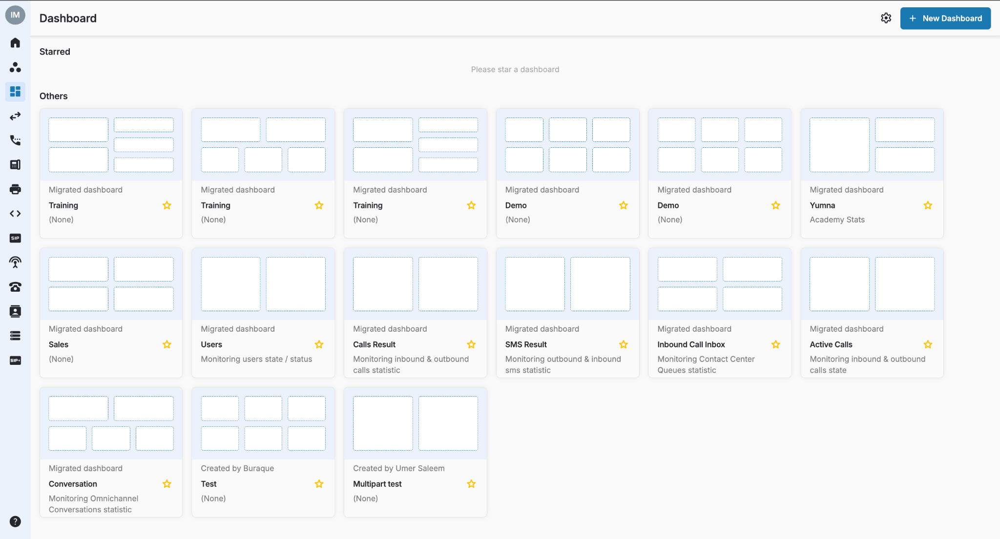 IM
Dashboard
New Dashboard
Starred
Please star a dashboard
Others
Migrated dashboard
Training
(None)
Migrated dashboard
Training
(None)
Migrated dashboard
Training
(None)
Migrated dashboard
Demo
(None)
Migrated dashboard
Demo
(None)
Migrated dashboard
Yumna
Academy Stats
SIP
Migrated dashboard
Sales
(None)
Migrated dashboard
Users
Monitoring users state / status
Migrated dashboard
Calls Result
Monitoring inbound & outbound
calls statistic
Migrated dashboard
SMS Result
Monitoring outbound & inbound
sms statistic
Migrated dashboard
Inbound Call Inbox
Monitoring Contact Center
Queues statistic
Migrated dashboard
Active Calls
Monitoring inbound & outbound
calls state
SIP+
Migrated dashboard
Conversation
Monitoring Omnichannel
Conversations statistic
Created by Buraque
Test
(None)
Created by Umer Saleem
Multipart test
(None)
?